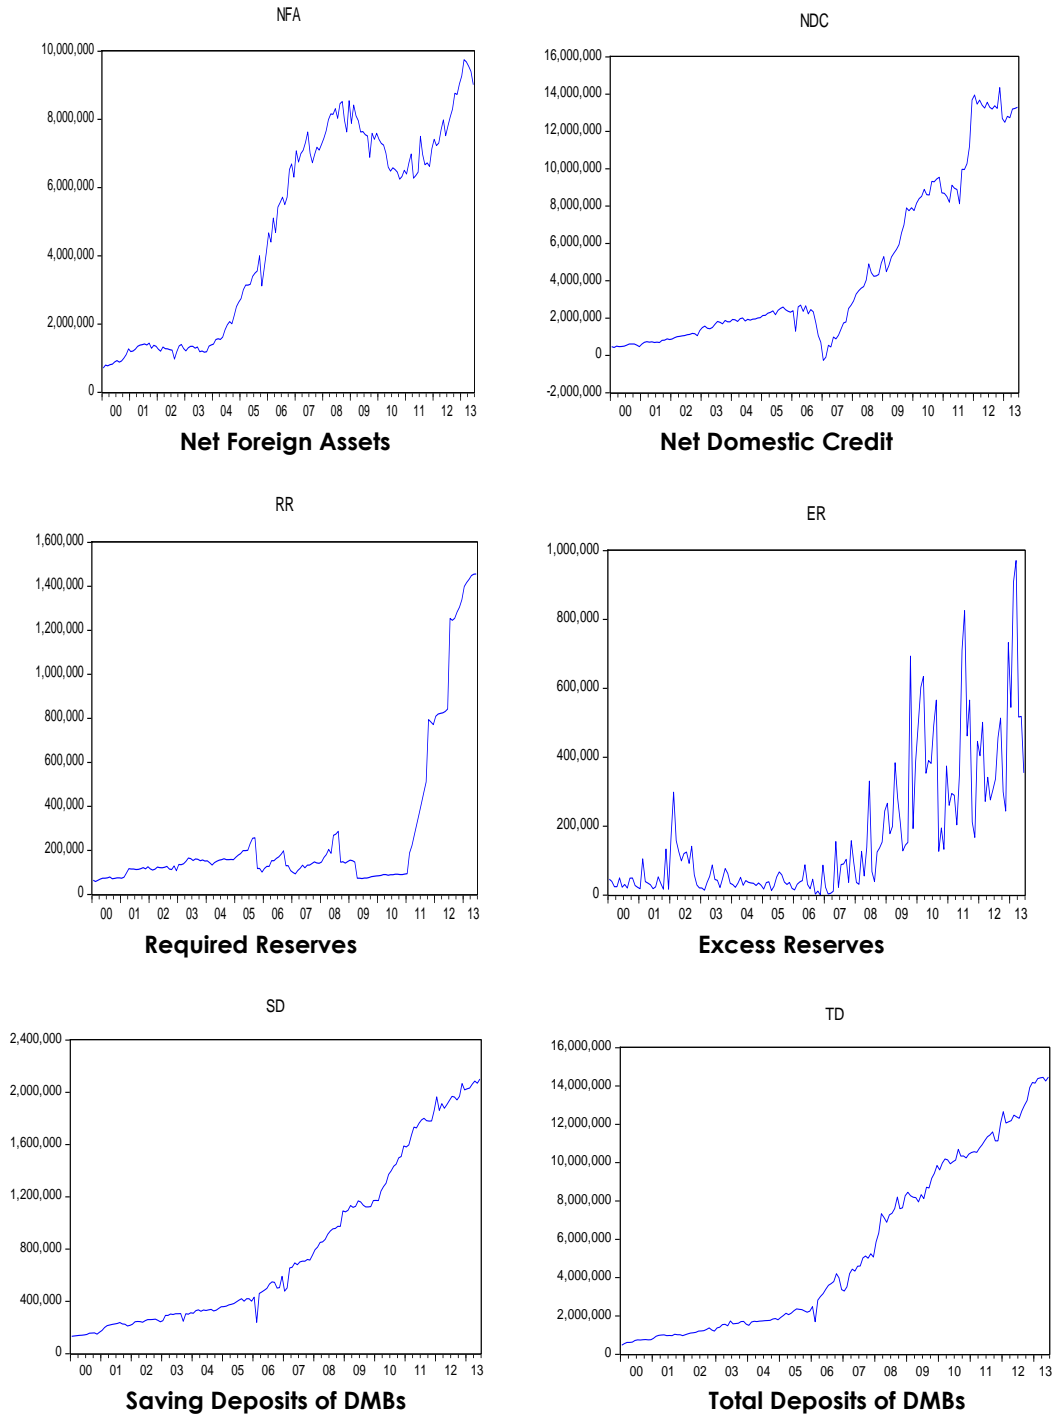 NFA
10,000,000
8,000,000
6,000,000
4,000,000
2,000,000
0
00 01 02 03 04 05 06 07 08 09 10 11 12 13
Net Foreign Assets
NDC
16,000,000
14,000,000
12,000,000
10,000,000
8,000,000
6,000,000
4,000,000
2,000,000
0
-2,000,000
00 01 02 03 04 05 06 07 08 09 10 11 12 13
Net Domestic Credit
RR
1,600,000
1,400,000
1,200,000
1,000,000
800,000
600,000
400,000
200,000
0
00 01 02 03 04 05 06 07 08 09 10 11 12 13
Required Reserves
ER
1,000,000
800,000
600,000
400,000
200,000
0
00 01 02 03 04 05 06 07 08 09 10 11 12 13
Excess Reserves
SD
2,400,000
2,000,000
1,600,000
1,200,000
800,000
400,000
0
00 01 02 03 04 05 06 07 08 09 10 11 12 13
Saving Deposits of DMBs
TD
16,000,000
14,000,000
12,000,000
10,000,000
8,000,000
6,000,000
4,000,000
2,000,000
0
00 01 02 03 04 05 06 07 08 09 10 11 12 13
Total Deposits of DMBs